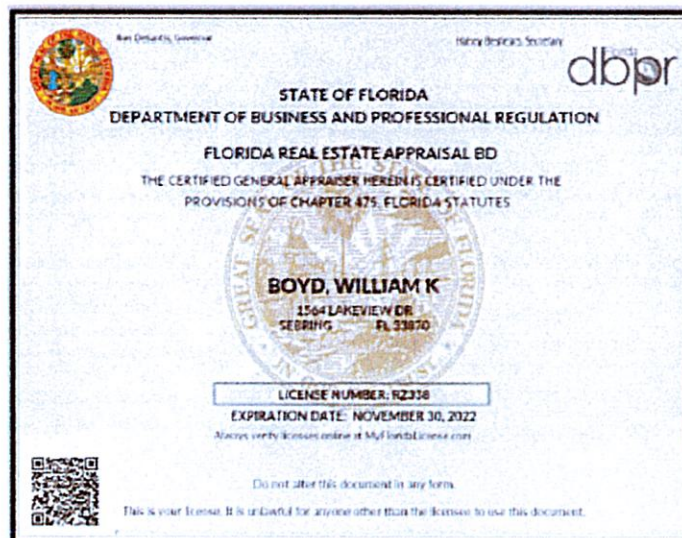 Ron DeSantis, Governor
Halsey Beshears, Secretary
Florida
dbpr
STATE OF FLORIDA
DEPARTMENT OF BUSINESS AND PROFESSIONAL REGULATION
FLORIDA REAL ESTATE APPRAISAL BD
THE CERTIFIED GENERAL APPRAISER HEREIN IS CERTIFIED UNDER THE
PROVISIONS OF CHAPTER 475, FLORIDA STATUTES
BOYD, WILLIAM K
1564 LAKEVIEW DR
SEBRING FL 33870
LICENSE NUMBER: RZ338
EXPIRATION DATE: NOVEMBER 30, 2022
Always verify licenses online at MyFloridaLicense.com
Do not alter this document in any form.
This is your license. It is unlawful for anyone other than the licensee to use this document.